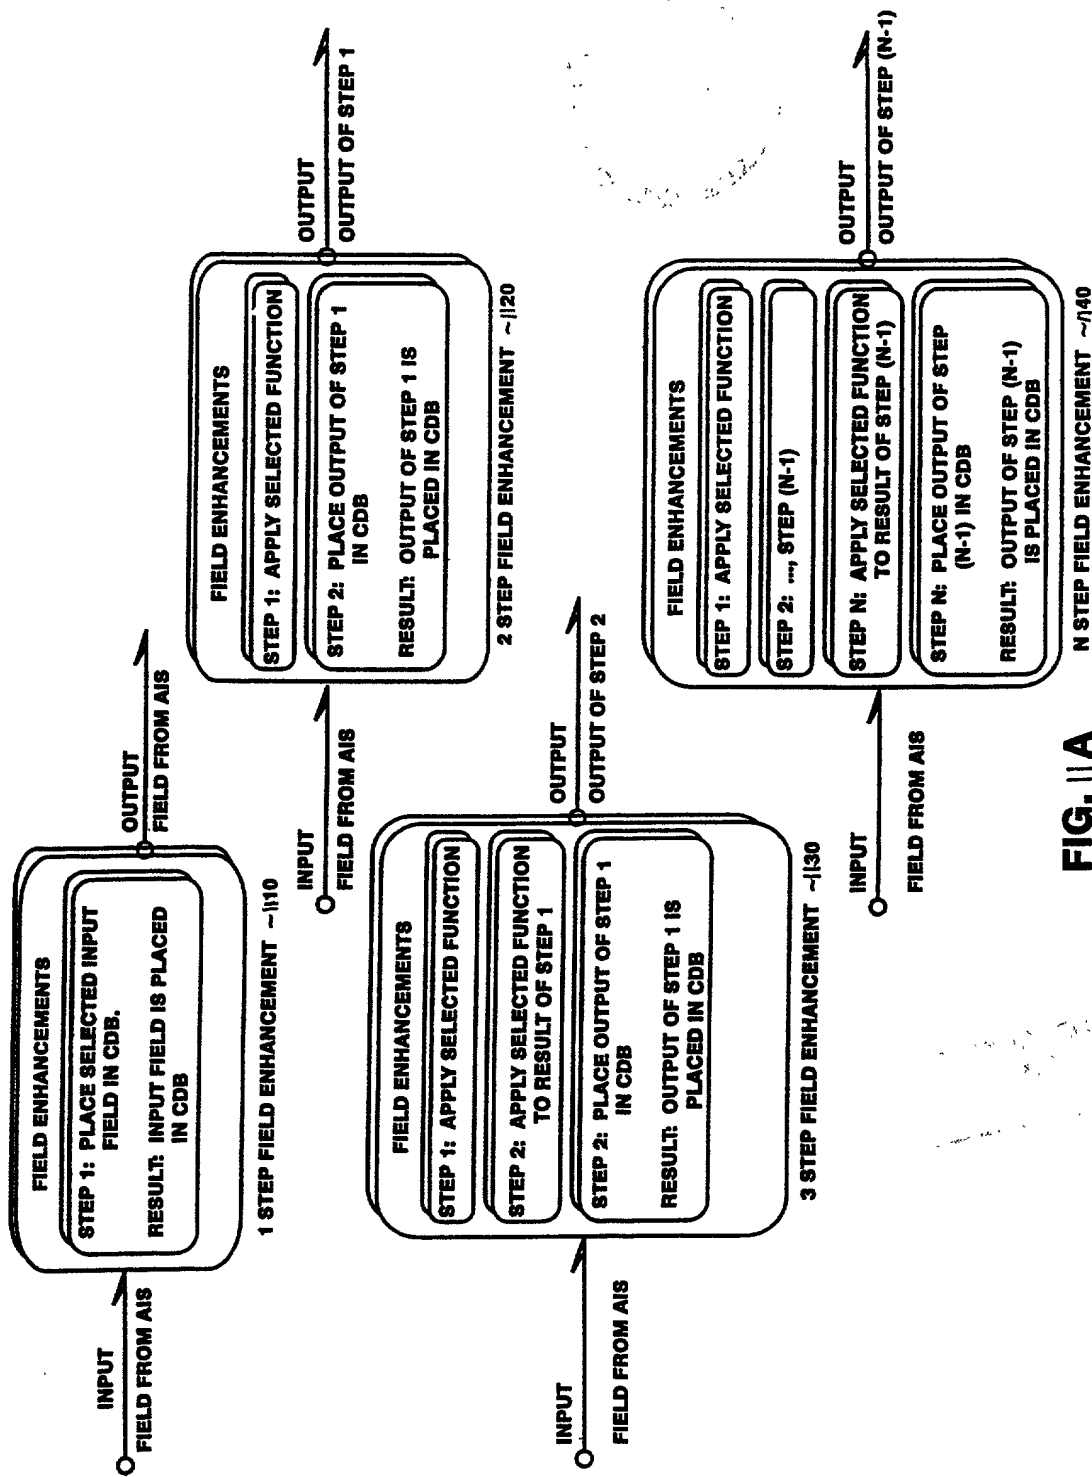 INPUT
FIELD FROM AIS
FIELD ENHANCEMENTS
STEP 1: PLACE SELECTED INPUT
FIELD IN CDB.
RESULT: INPUT FIELD IS PLACED
IN CDB
1 STEP FIELD ENHANCEMENT ~1110
OUTPUT
FIELD FROM AIS
INPUT
FIELD FROM AIS
FIELD ENHANCEMENTS
STEP 1: APPLY SELECTED FUNCTION
STEP 2: PLACE OUTPUT OF STEP 1
IN CDB
RESULT: OUTPUT OF STEP 1 IS
PLACED IN CDB
2 STEP FIELD ENHANCEMENT ~1120
OUTPUT
OUTPUT OF STEP 1
INPUT
FIELD FROM AIS
FIELD ENHANCEMENTS
STEP 1: APPLY SELECTED FUNCTION
STEP 2: APPLY SELECTED FUNCTION
TO RESULT OF STEP 1
STEP 2: PLACE OUTPUT OF STEP 1
IN CDB
RESULT: OUTPUT OF STEP 1 IS
PLACED IN CDB
3 STEP FIELD ENHANCEMENT ~1130
OUTPUT
OUTPUT OF STEP 2
INPUT
FIELD FROM AIS
FIELD ENHANCEMENTS
STEP 1: APPLY SELECTED FUNCTION
STEP 2: ..., STEP (N-1)
STEP N: APPLY SELECTED FUNCTION
TO RESULT OF STEP (N-1)
STEP N: PLACE OUTPUT OF STEP
(N-1) IN CDB
RESULT: OUTPUT OF STEP (N-1)
IS PLACED IN CDB
N STEP FIELD ENHANCEMENT ~1140
OUTPUT
OUTPUT OF STEP (N-1)
FIG. 11A